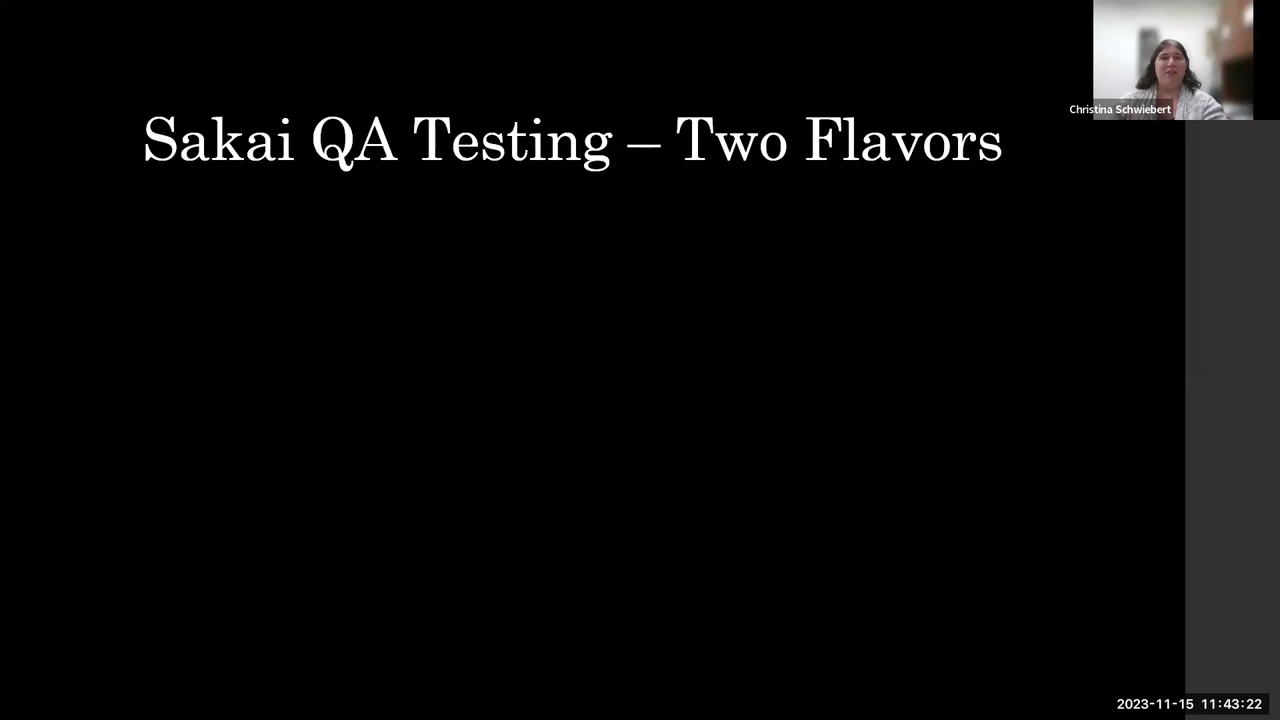 Sakai QA Testing – Two Flavors
Christina Schwiebert
2023-11-15 11:43:22